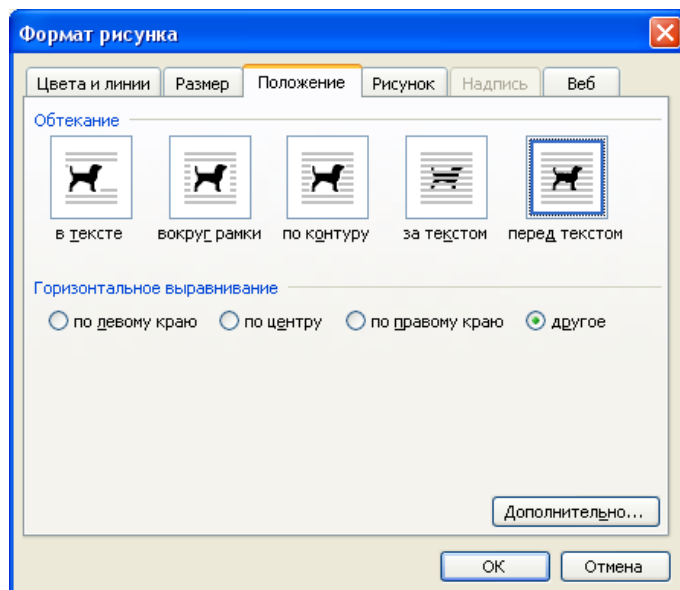 Формат рисунка
Цвета и линии Размер Положение Рисунок Надпись Веб
Обтекание
в тексте вокруг рамки по контуру за текстом перед текстом
Горизонтальное выравнивание
по левому краю по центру по правому краю другое
Дополнительно...
ОК Отмена